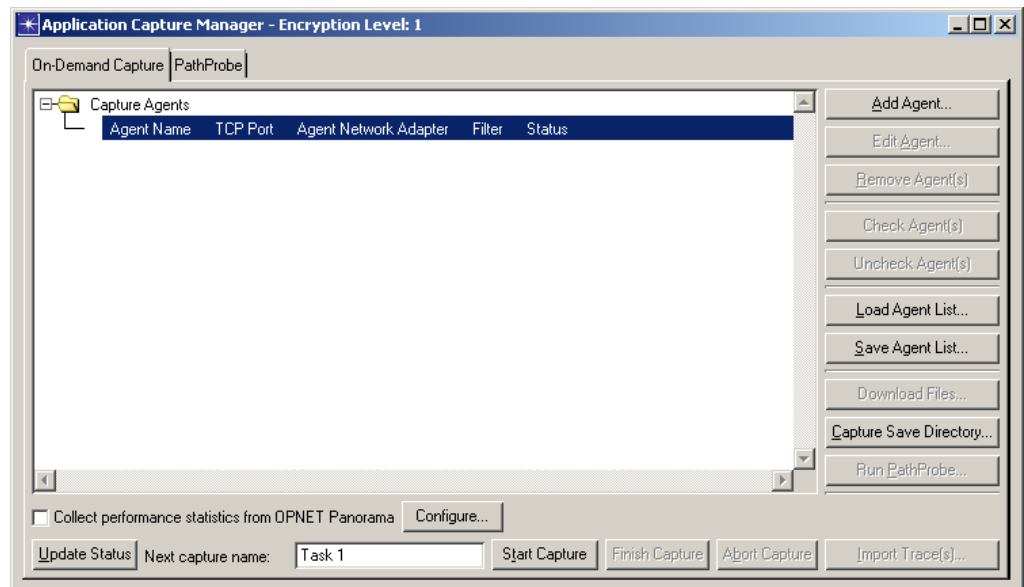 Application Capture Manager - Encryption Level: 1
On-Demand Capture PathProbe
Capture Agents
Agent Name TCP Port Agent Network Adapter Filter Status
Add Agent...
Edit Agent...
Remove Agent(s)
Check Agent(s)
Uncheck Agent(s)
Load Agent List...
Save Agent List...
Download Files...
Capture Save Directory...
Run PathProbe...
Collect performance statistics from OPNET Panorama Configure...
Update Status Next capture name: Task 1 Start Capture Finish Capture Abort Capture Import Trace(s)...